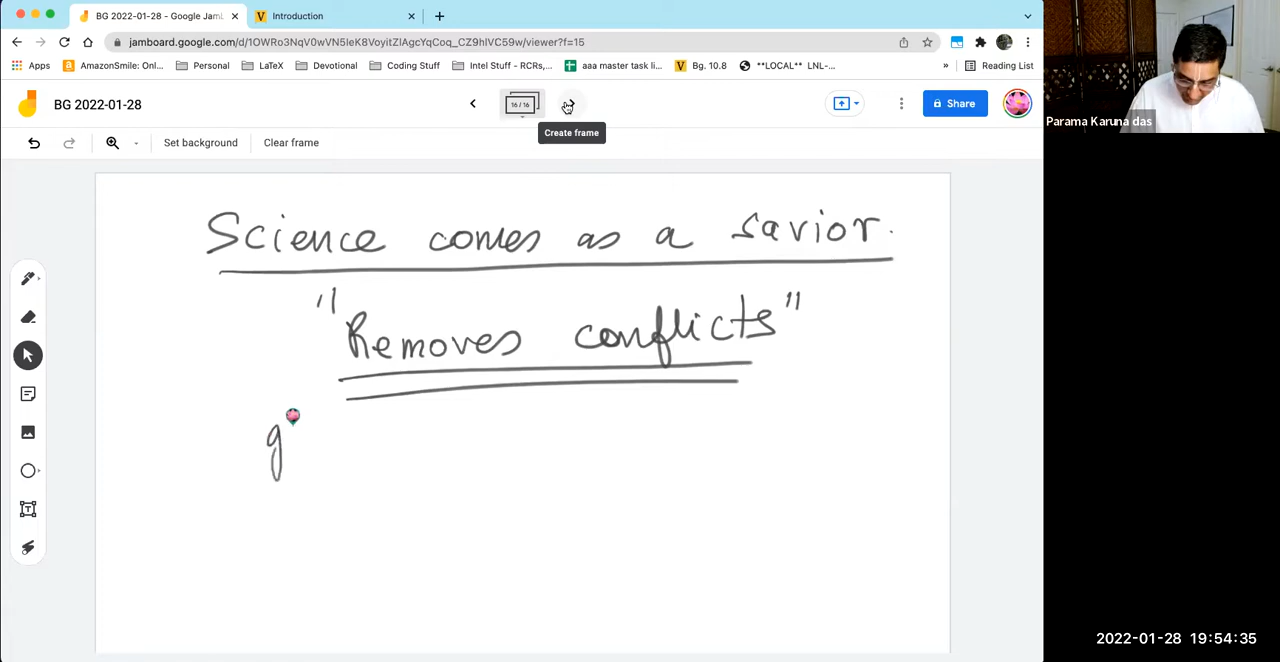 BG 2022-01-28 - Google Jam
Introduction
jamboard.google.com/d/1OWRo3NqV0wVN5IeK8VoyitZlAgcYqCoq_CZ9hIVC59w/viewer?f=15
Apps AmazonSmile: Onl... Personal LaTeX Devotional Coding Stuff Intel Stuff - RCRs,... aaa master task li... Bg. 10.8 **LOCAL** LNL-... » Reading List
BG 2022-01-28
16 / 16
Share
Create frame
Set background
Clear frame
Parama Karuna das
Science comes as a savior.
"Removes conflicts"
g
2022-01-28 19:54:35